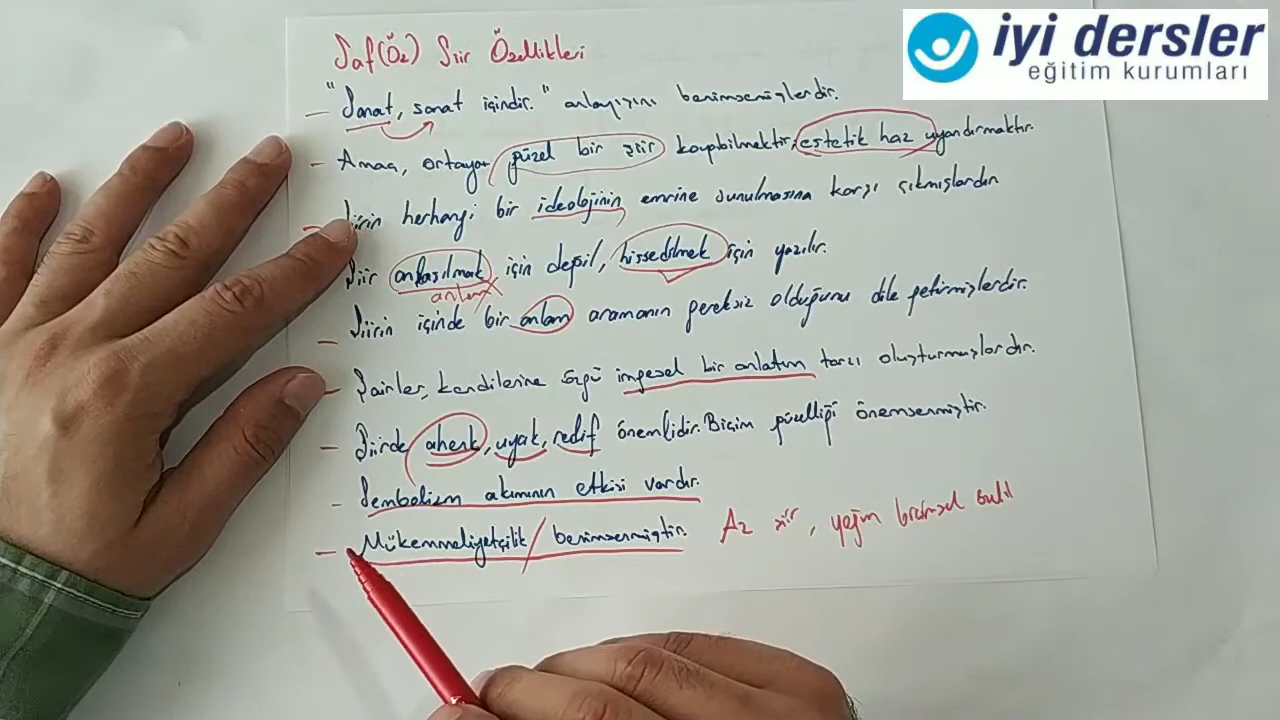 iyi dersler
eğitim kurumları
Saf(Öz) Şiir Özellikleri
- "Sanat, sanat içindir." anlayışını benimsemişlerdir.
- Amaç, ortaya güzel bir şiir koyabilmektir, estetik haz uyandırmaktır.
- Şiirin herhangi bir ideolojinin emrine sunulmasına karşı çıkmışlardır
Şiir anlaşılmak için değil, hissedilmek için yazılır.
anlam
- Şiirin içinde bir anlam aramanın gereksiz olduğunu dile getirmişlerdir.
- Şairler, kendilerine özgü imgesel bir anlatım tarzı oluşturmuşlardır.
- Şiirde ahenk, uyak, redif önemlidir. Biçim güzelliği önemsenmiştir.
- Sembolizm akımının etkisi vardır.
- Mükemmeliyetçilik / benimsenmiştir. Az şiir, yoğun